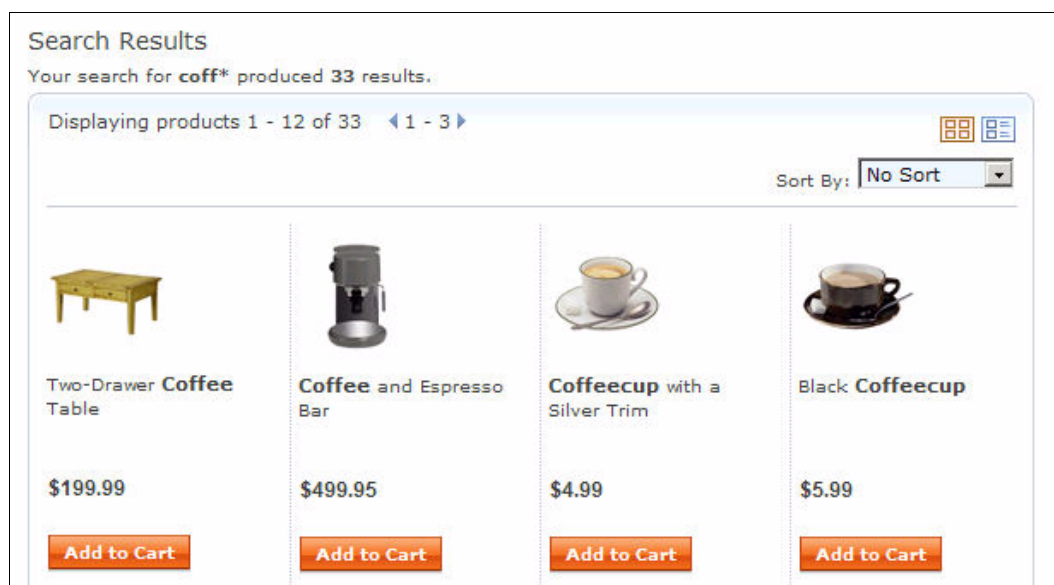 Search Results
Your search for coff* produced 33 results.
Displaying products 1 - 12 of 33 1 - 3
Sort By: No Sort
Two-Drawer Coffee
Table
Coffee and Espresso
Bar
Coffeecup with a
Silver Trim
Black Coffeecup
$199.99
$499.95
$4.99
$5.99
Add to Cart
Add to Cart
Add to Cart
Add to Cart